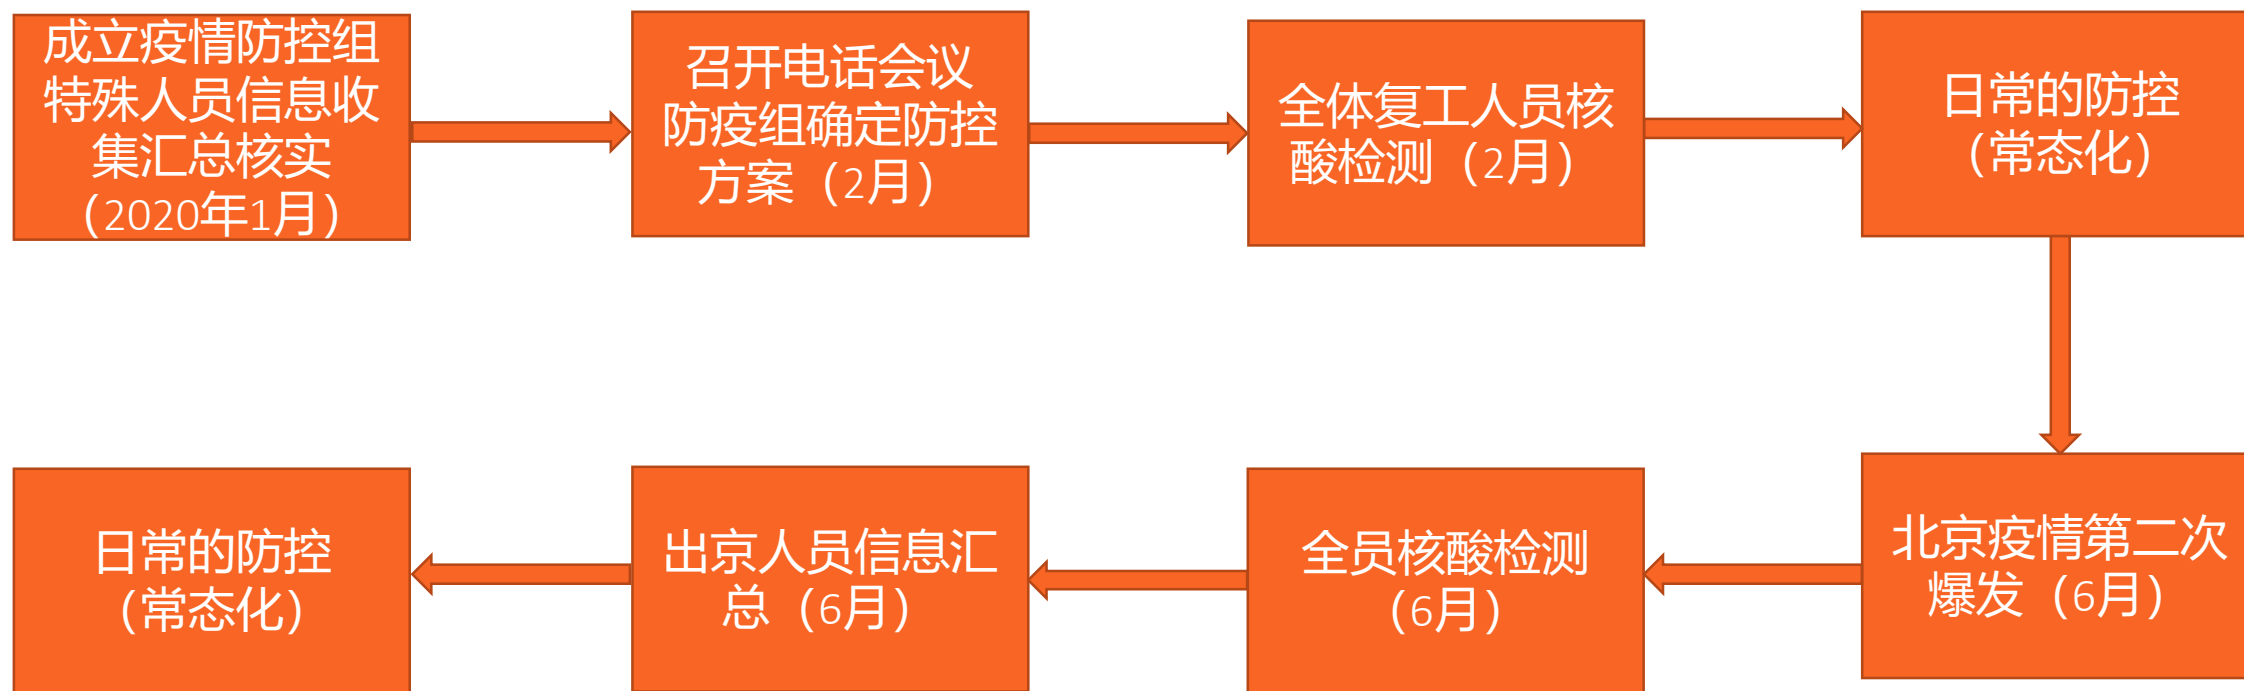 成立疫情防控组
特殊人员信息收
集汇总核实
（2020年1月）
召开电话会议
防疫组确定防控
方案（2月）
全体复工人员核
酸检测（2月）
日常的防控
（常态化）
北京疫情第二次
爆发（6月）
全员核酸检测
（6月）
出京人员信息汇
总（6月）
日常的防控
（常态化）